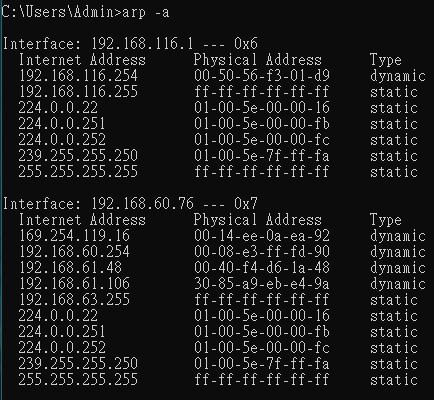 C:\Users\Admin>arp -a
Interface: 192.168.116.1 --- 0x6
Internet Address Physical Address Type
192.168.116.254 00-50-56-f3-01-d9 dynamic
192.168.116.255 ff-ff-ff-ff-ff-ff static
224.0.0.22 01-00-5e-00-00-16 static
224.0.0.251 01-00-5e-00-00-fb static
224.0.0.252 01-00-5e-00-00-fc static
239.255.255.250 01-00-5e-7f-ff-fa static
255.255.255.255 ff-ff-ff-ff-ff-ff static
Interface: 192.168.60.76 --- 0x7
Internet Address Physical Address Type
169.254.119.16 00-14-ee-0a-ea-92 dynamic
192.168.60.254 00-08-e3-ff-fd-90 dynamic
192.168.61.48 00-40-f4-d6-1a-48 dynamic
192.168.61.106 30-85-a9-eb-e4-9a dynamic
192.168.63.255 ff-ff-ff-ff-ff-ff static
224.0.0.22 01-00-5e-00-00-16 static
224.0.0.251 01-00-5e-00-00-fb static
224.0.0.252 01-00-5e-00-00-fc static
239.255.255.250 01-00-5e-7f-ff-fa static
255.255.255.255 ff-ff-ff-ff-ff-ff static